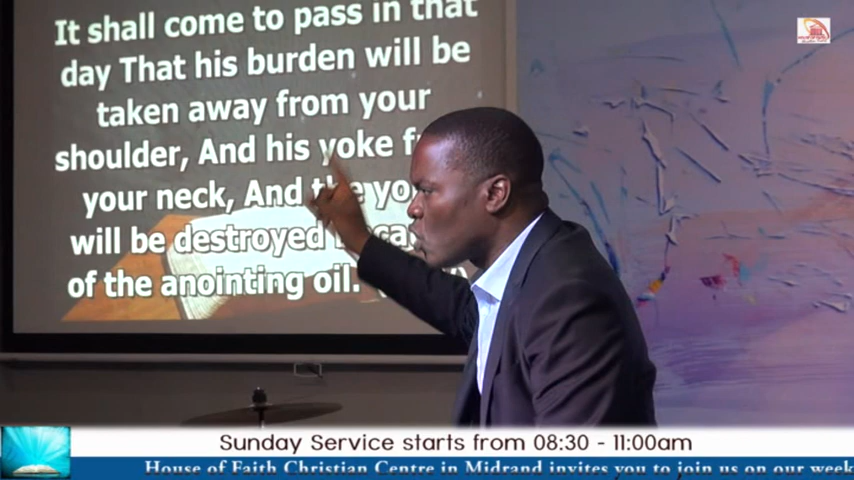 It shall come to pass in that
day That his burden will be
taken away from your
shoulder, And his yoke
your neck, And the
will be destroyed
of the anointing oil.
Sunday Service starts from 08:30 - 11:00am
House of Faith Christian Centre in Midrand invites you to join us on our week